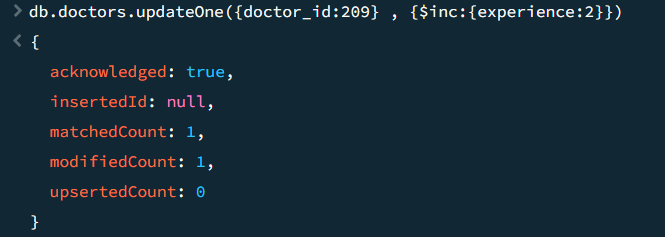 > db.doctors.updateOne({doctor_id:209} , {$inc:{experience:2}})
< {
acknowledged: true,
insertedId: null,
matchedCount: 1,
modifiedCount: 1,
upsertedCount: 0
}